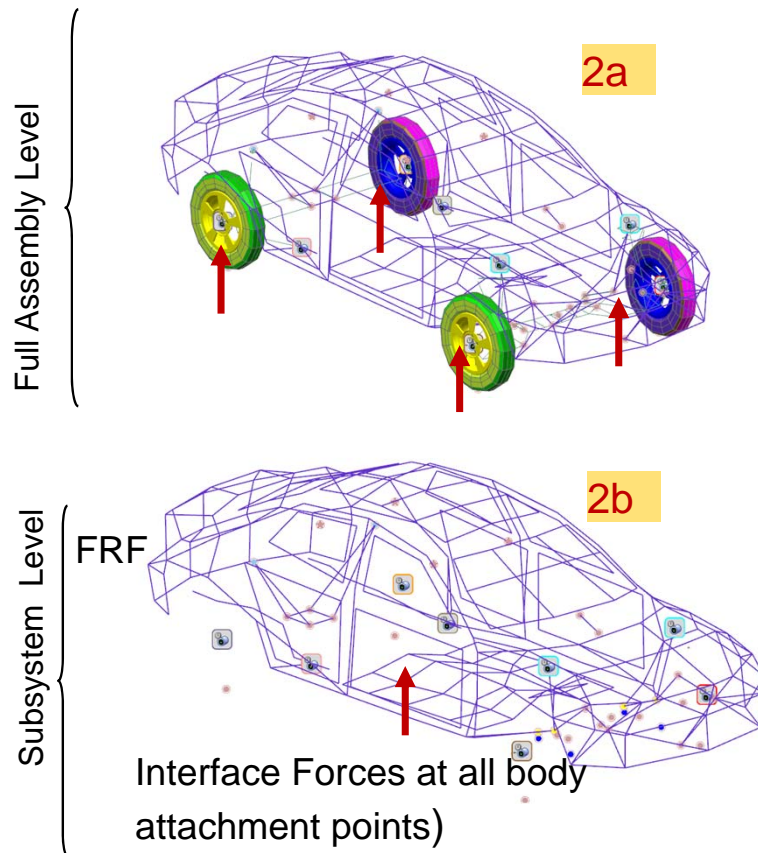 Full Assembly Level
2a
Subsystem Level
2b
FRF
Interface Forces at all body
attachment points)